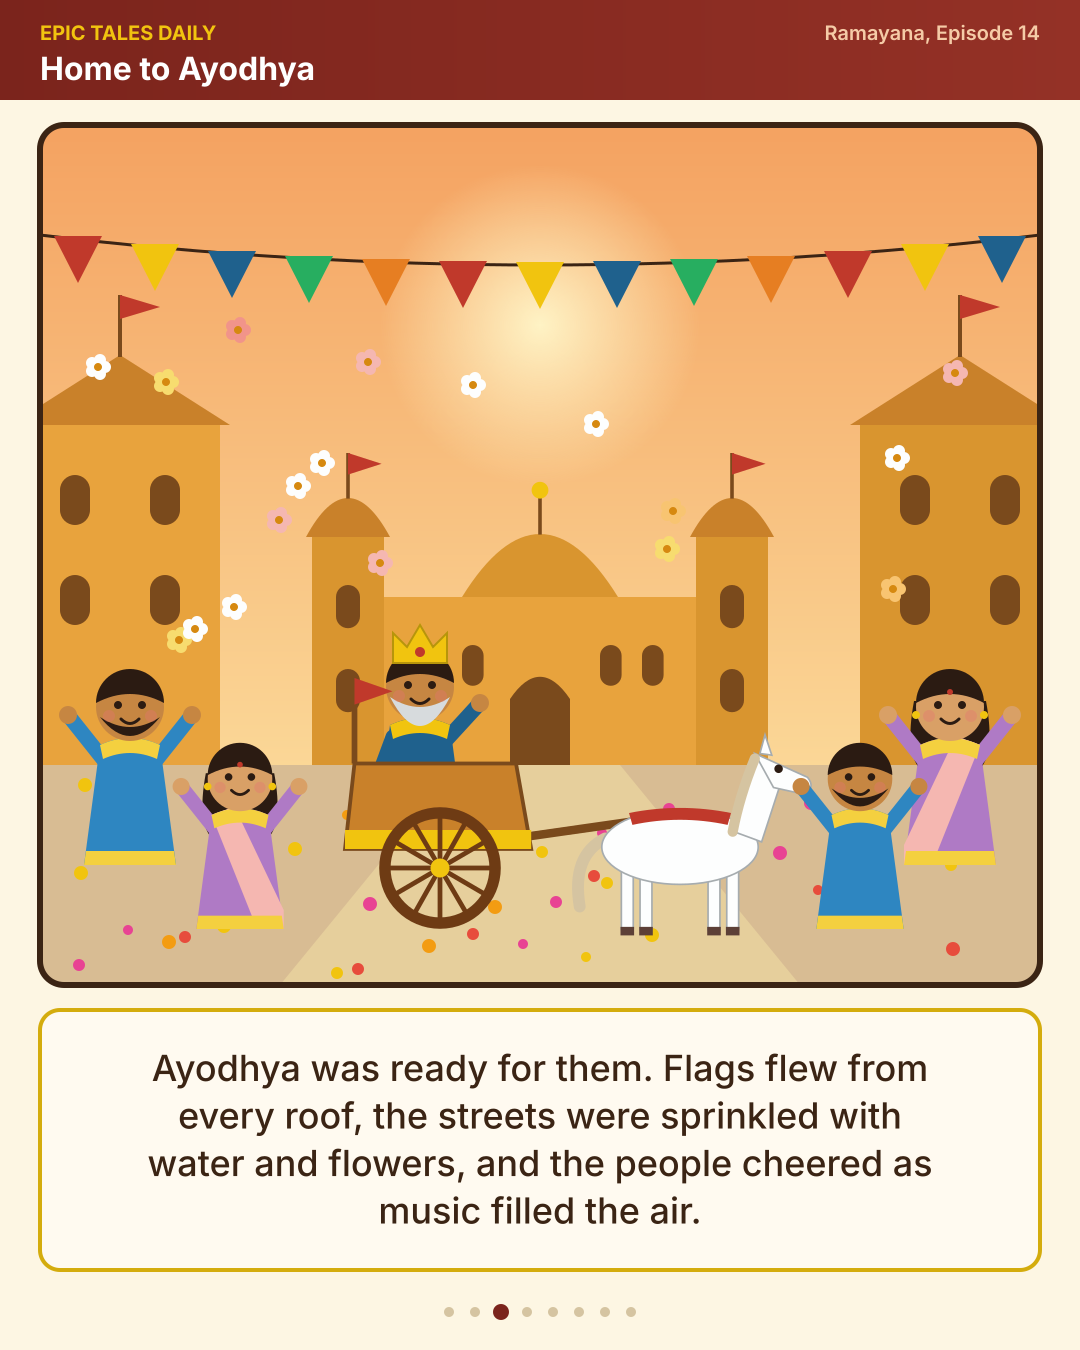 EPIC TALES DAILY
Ramayana, Episode 14
Home to Ayodhya
Ayodhya was ready for them. Flags flew from
every roof, the streets were sprinkled with
water and flowers, and the people cheered as
music filled the air.